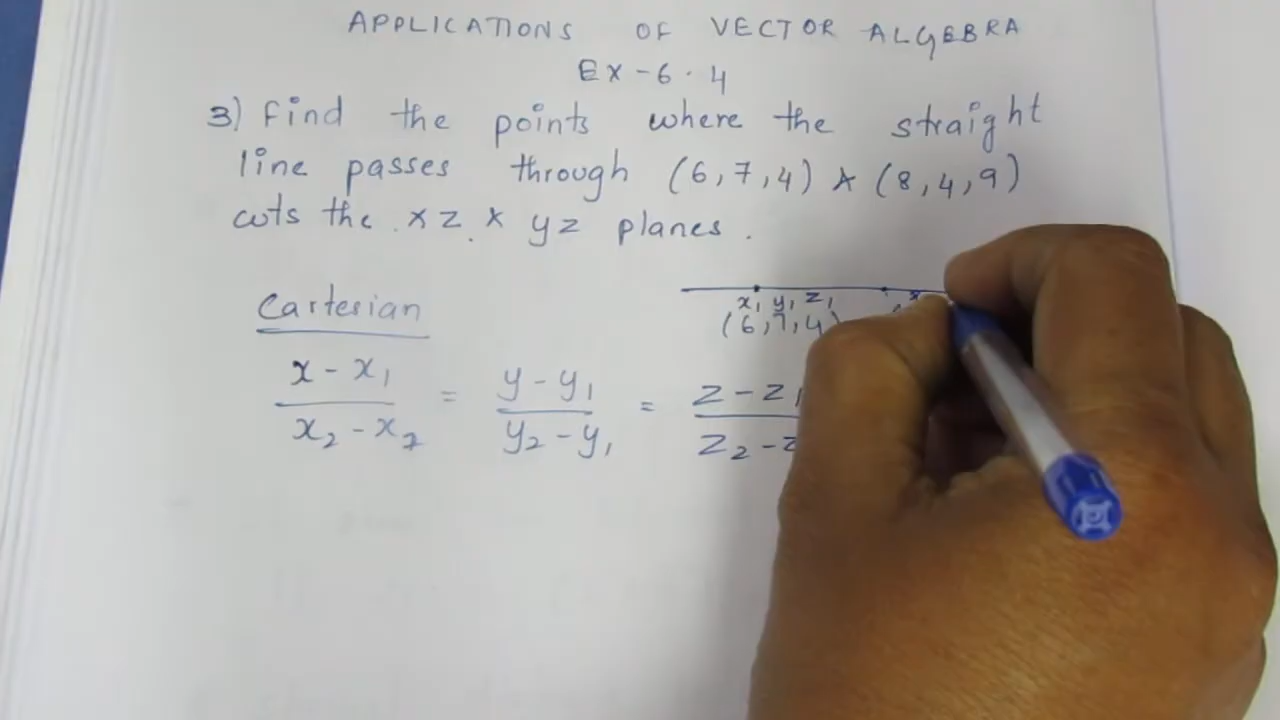 APPLICATIONS OF VECTOR ALGEBRA
Ex-6.4
3) Find the points where the straight
line passes through (6,7,4) & (8,4,9)
cuts the xz & yz planes.
Cartesian
x₁ y₁ z₁
(6,7,4)
x - x₁ / x₂ - x₁ = y - y₁ / y₂ - y₁ = z - z₁ / z₂ - z